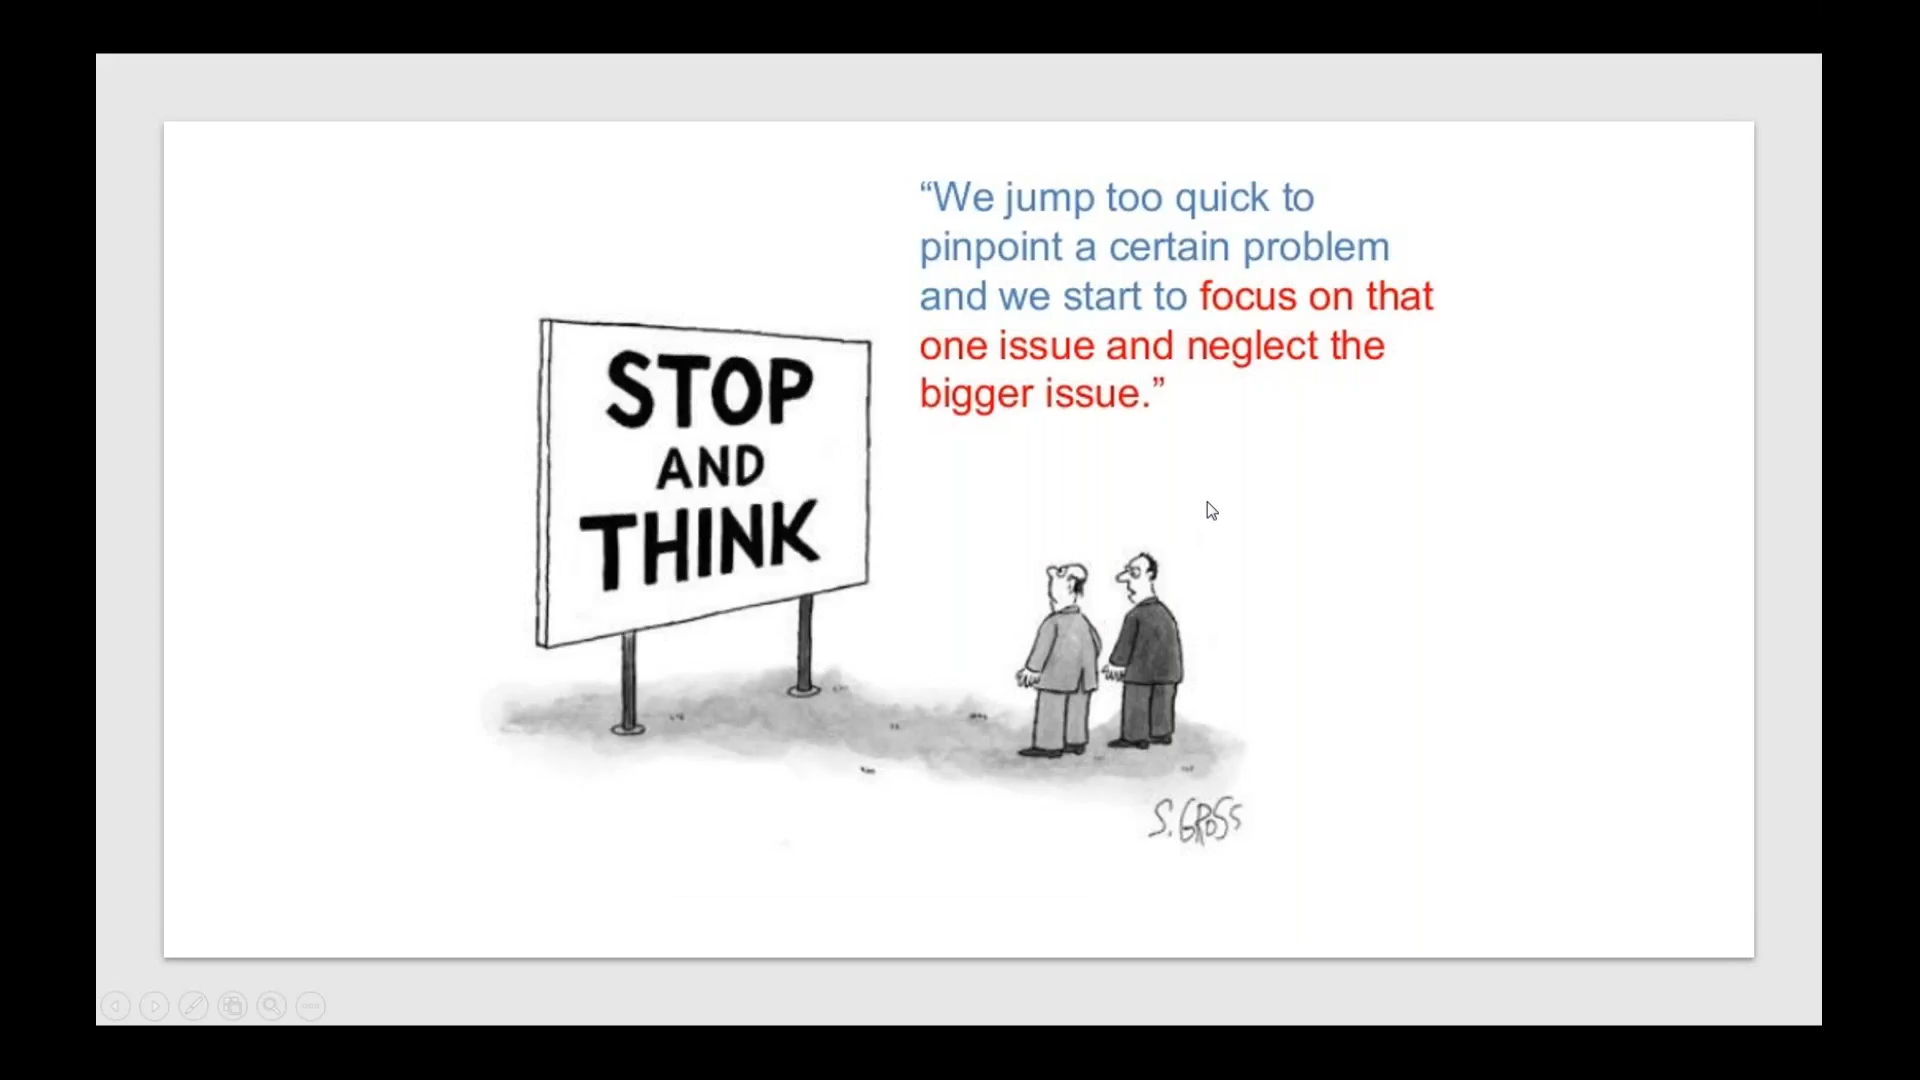 “We jump too quick to
pinpoint a certain problem
and we start to focus on that
one issue and neglect the
bigger issue.”
STOP
AND
THINK
S. GROSS